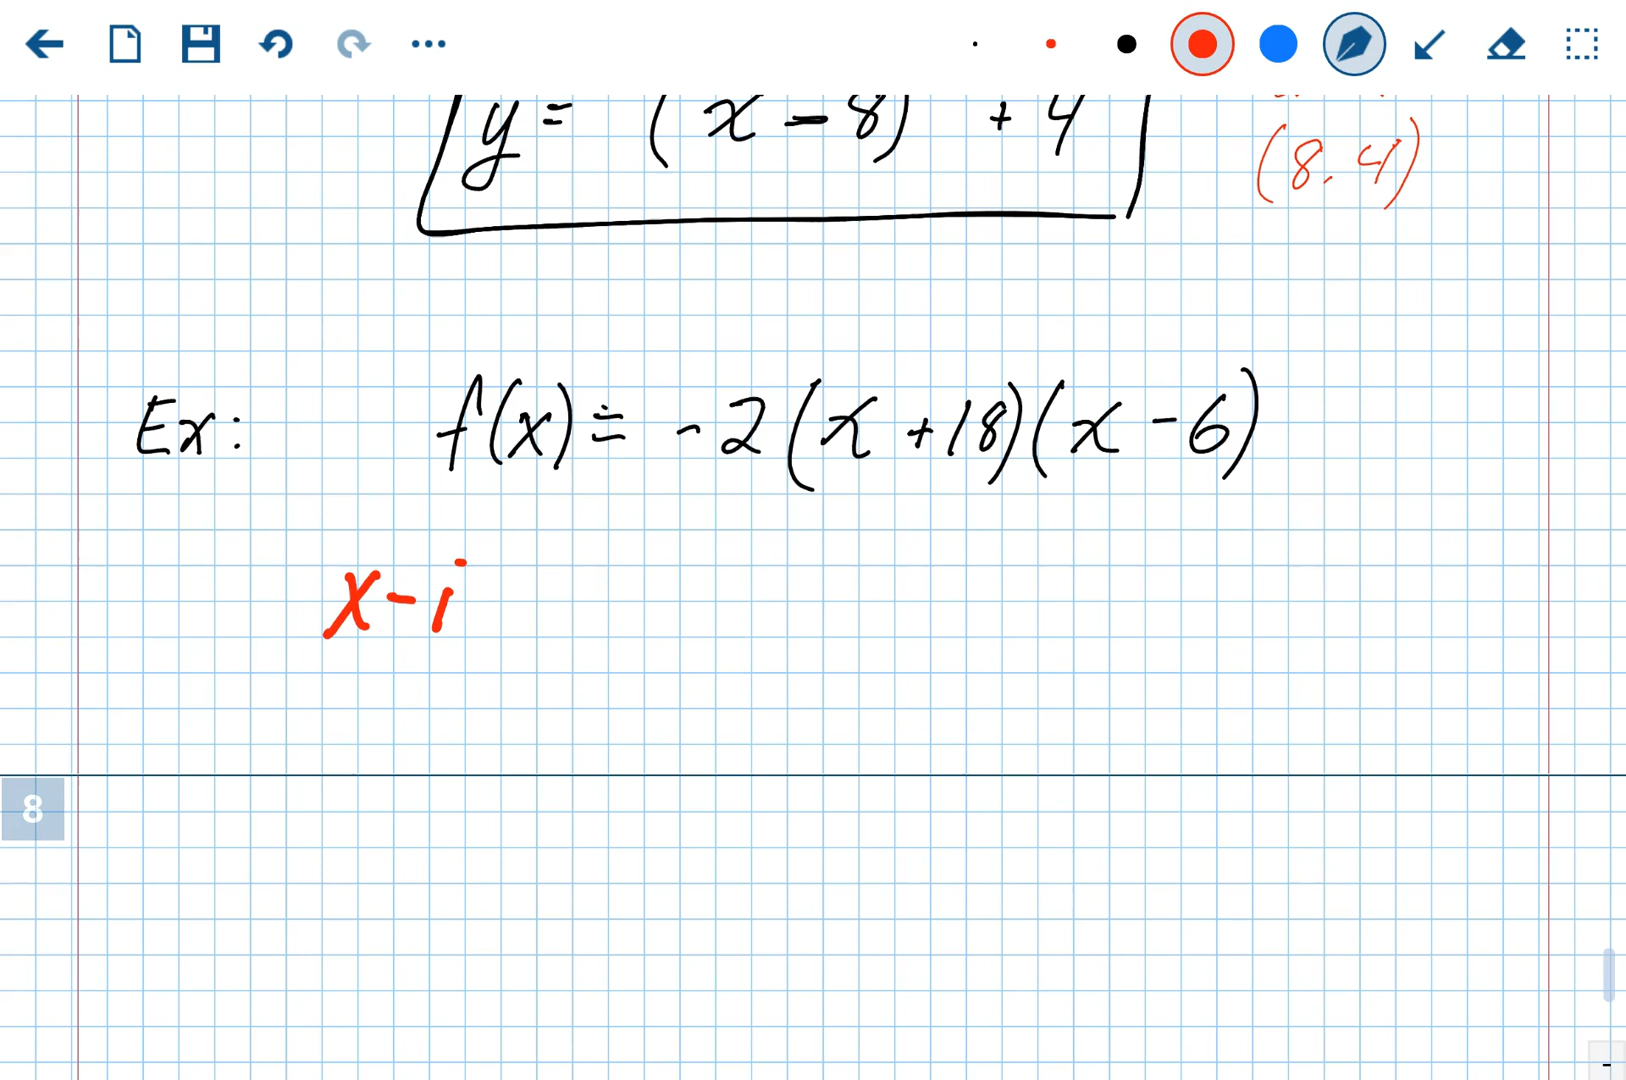 y = (x - 8) + 4
(8, 4)
Ex: f(x) = -2(x + 18)(x - 6)
x-i
8